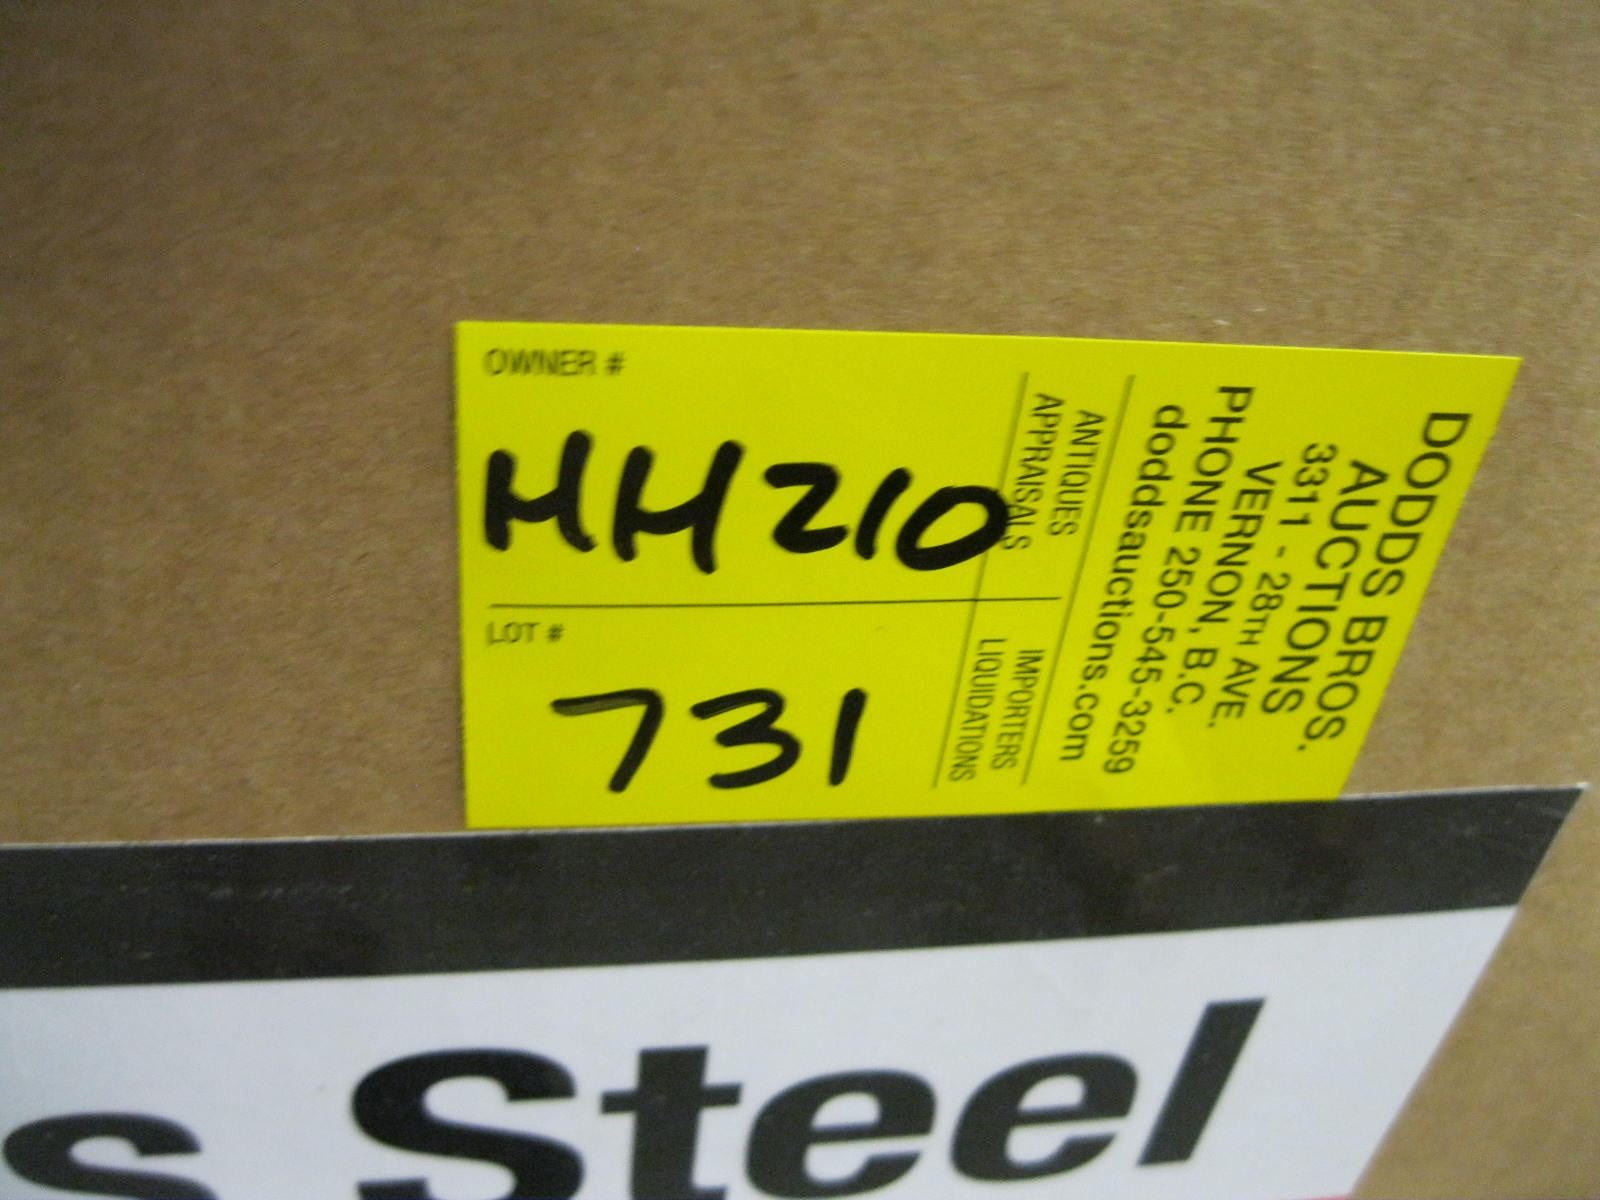 OWNER #
HH210
LOT #
731
ANTIQUES
APPRAISALS
IMPORTERS
LIQUIDATIONS
DODDS BROS.
AUCTIONS
3311 - 28TH AVE.
VERNON, B.C.
PHONE 250-545-3259
doddsauctions.com
s Steel